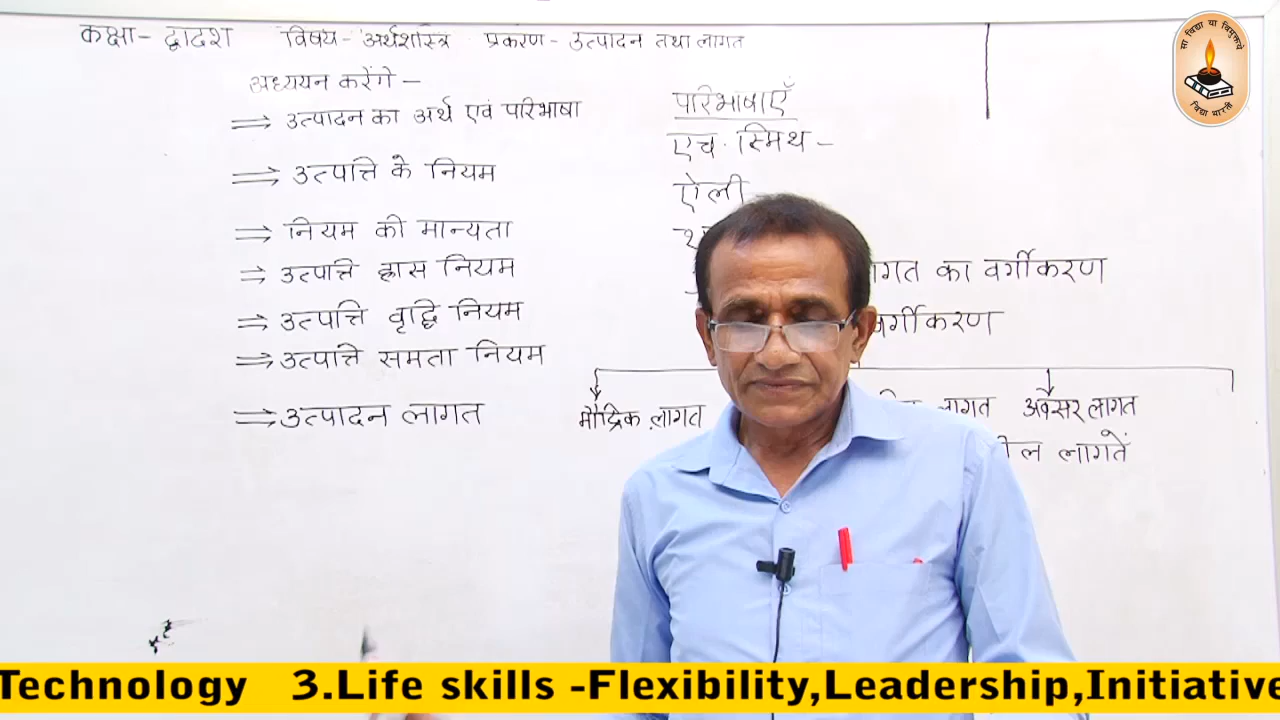 कक्षा- द्वादश विषय- अर्थशास्त्र प्रकरण- उत्पादन तथा लागत
अध्ययन करेंगे -
⇒ उत्पादन का अर्थ एवं परिभाषा
⇒ उत्पत्ति के नियम
⇒ नियम की मान्यता
⇒ उत्पत्ति ह्रास नियम
⇒ उत्पत्ति वृद्धि नियम
⇒ उत्पत्ति समता नियम
⇒ उत्पादन लागत
परिभाषाएँ
एच. स्मिथ -
ऐली
का वर्गीकरण
वर्गीकरण
मौद्रिक लागत लागत अवसर लागत
लागतें
सा विद्या या विमुक्तये
विद्या भारती
Technology 3.Life skills -Flexibility,Leadership,Initiative